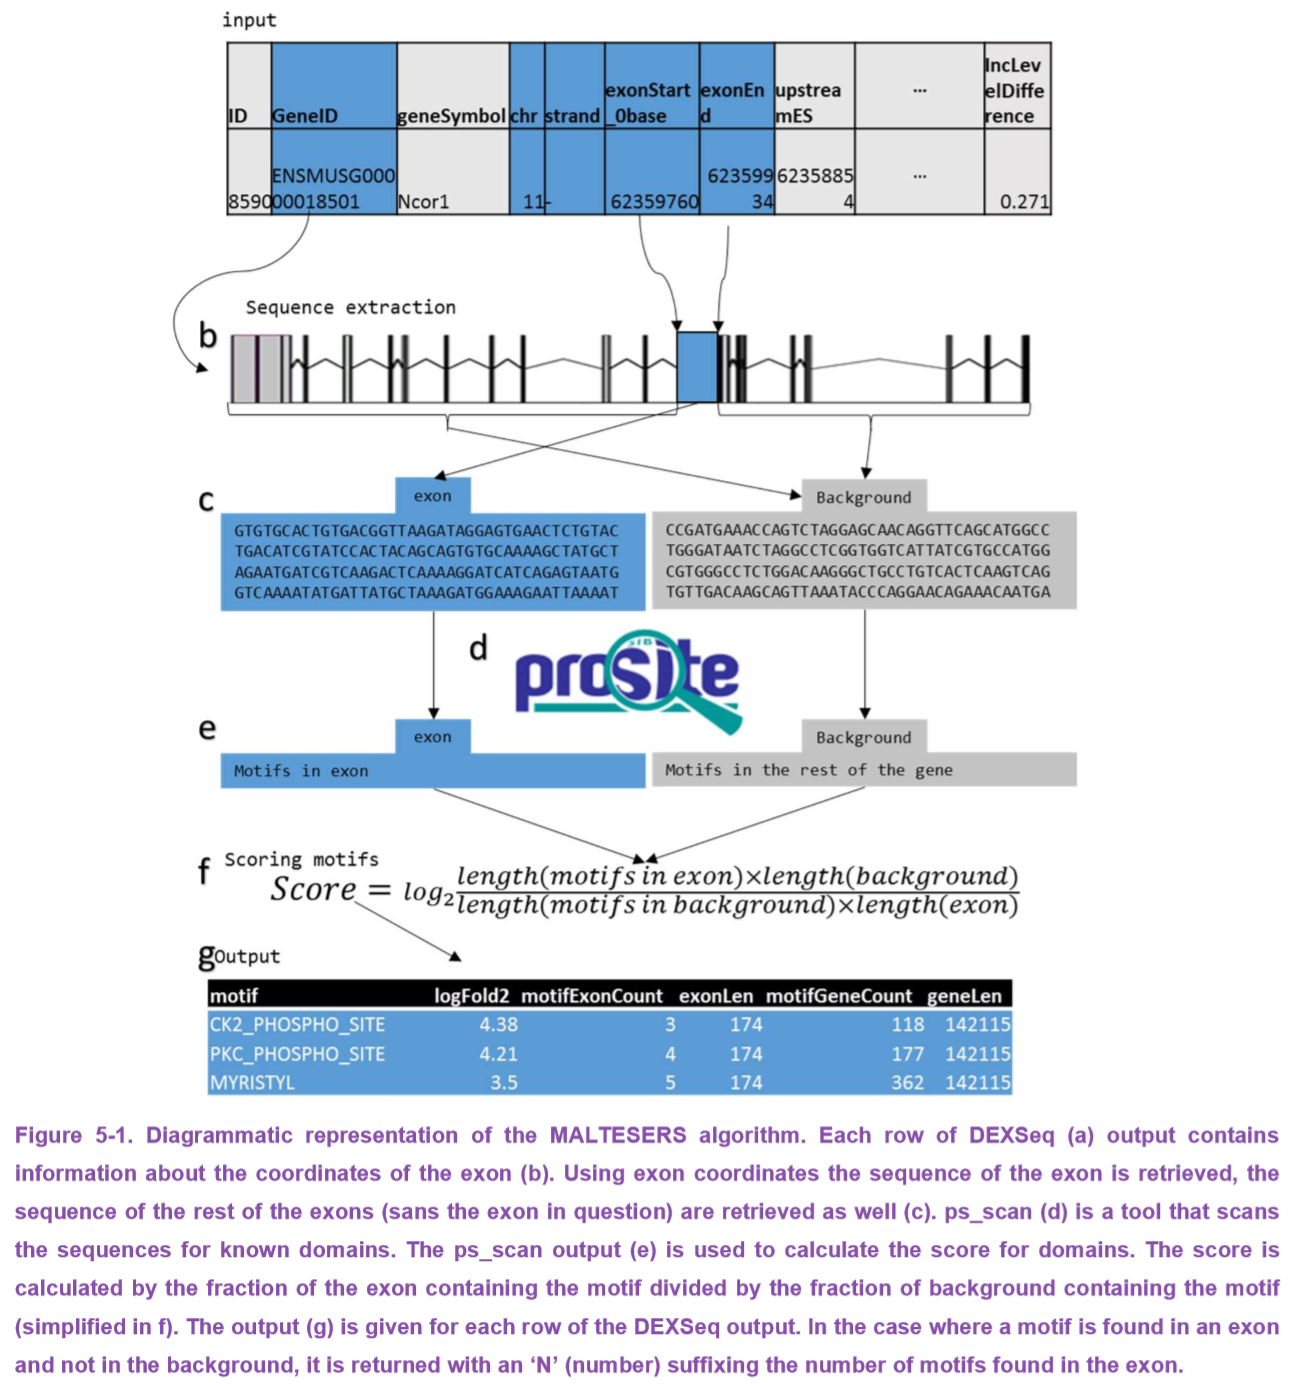 input
ID GeneID geneSymbol chr strand exonStart_0base exonEnd upstreamES ... IncLevelDifference
8590 ENSMUSG00000018501 Ncor1 11 - 62359760 62359934 62358854 ... 0.271
Sequence extraction
b
c
exon
GTGTGCACTGTGACGGTTAAGATAGGAGTGAACTCTGTAC
TGACATCGTATCCACTACAGCAGTGTGCAAAAGCTATGCT
AGAATGATCGTCAAGACTCAAAAGGATCATCAGAGTAATG
GTCAAAATATGATTATGCTAAAGATGGAAAGAATTAAAAT
Background
CCGATGAAACCAGTCTAGGAGCAACAGGTTCAGCATGGCC
TGGGATAATCTAGGCCTCGGTGGTCATTATCGTGCCATGG
CGTGGGCCTCTGGACAAGGGCTGCCTGTCACTCAAGTCAG
TGTTGACAAGCAGTTAAATACCCAGGAACAGAAACAATGA
d
SIB
prosite
e
exon
Motifs in exon
Background
Motifs in the rest of the gene
f Scoring motifs
Score = log2 length(motifs in exon)×length(background)
length(motifs in background)×length(exon)
g Output
motif logFold2 motifExonCount exonLen motifGeneCount geneLen
CK2_PHOSPHO_SITE 4.38 3 174 118 142115
PKC_PHOSPHO_SITE 4.21 4 174 177 142115
MYRISTYL 3.5 5 174 362 142115
Figure 5-1. Diagrammatic representation of the MALTESERS algorithm. Each row of DEXSeq (a) output contains
information about the coordinates of the exon (b). Using exon coordinates the sequence of the exon is retrieved, the
sequence of the rest of the exons (sans the exon in question) are retrieved as well (c). ps_scan (d) is a tool that scans
the sequences for known domains. The ps_scan output (e) is used to calculate the score for domains. The score is
calculated by the fraction of the exon containing the motif divided by the fraction of background containing the motif
(simplified in f). The output (g) is given for each row of the DEXSeq output. In the case where a motif is found in an exon
and not in the background, it is returned with an ‘N’ (number) suffixing the number of motifs found in the exon.